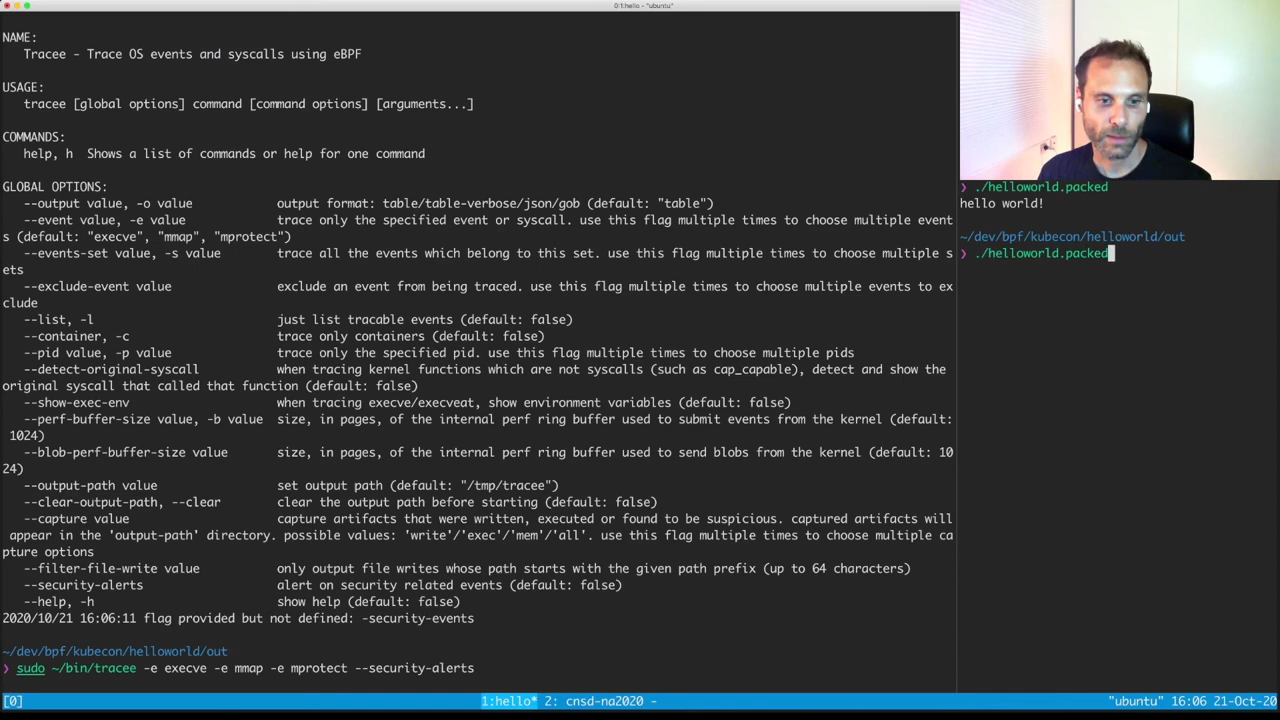 0:1:hello - "ubuntu"
NAME:
Tracee - Trace OS events and syscalls using eBPF
USAGE:
tracee [global options] command [command options] [arguments...]
COMMANDS:
help, h  Shows a list of commands or help for one command
GLOBAL OPTIONS:
--output value, -o value output format: table/table-verbose/json/gob (default: "table")
--event value, -e value trace only the specified event or syscall. use this flag multiple times to choose multiple event
s (default: "execve", "mmap", "mprotect")
--events-set value, -s value trace all the events which belong to this set. use this flag multiple times to choose multiple s
ets
--exclude-event value exclude an event from being traced. use this flag multiple times to choose multiple events to ex
clude
--list, -l just list tracable events (default: false)
--container, -c trace only containers (default: false)
--pid value, -p value trace only the specified pid. use this flag multiple times to choose multiple pids
--detect-original-syscall when tracing kernel functions which are not syscalls (such as cap_capable), detect and show the
original syscall that called that function (default: false)
--show-exec-env when tracing execve/execveat, show environment variables (default: false)
--perf-buffer-size value, -b value size, in pages, of the internal perf ring buffer used to submit events from the kernel (default:
1024)
--blob-perf-buffer-size value size, in pages, of the internal perf ring buffer used to send blobs from the kernel (default: 10
24)
--output-path value set output path (default: "/tmp/tracee")
--clear-output-path, --clear clear the output path before starting (default: false)
--capture value capture artifacts that were written, executed or found to be suspicious. captured artifacts will
appear in the 'output-path' directory. possible values: 'write'/'exec'/'mem'/'all'. use this flag multiple times to choose multiple ca
pture options
--filter-file-write value only output file writes whose path starts with the given path prefix (up to 64 characters)
--security-alerts alert on security related events (default: false)
--help, -h show help (default: false)
2020/10/21 16:06:11 flag provided but not defined: -security-events
~/dev/bpf/kubecon/helloworld/out
❯ sudo ~/bin/tracee -e execve -e mmap -e mprotect --security-alerts
❯ ./helloworld.packed
hello world!
~/dev/bpf/kubecon/helloworld/out
❯ ./helloworld.packed
[0] 1:hello* 2: cnsd-na2020 - "ubuntu" 16:06 21-Oct-20